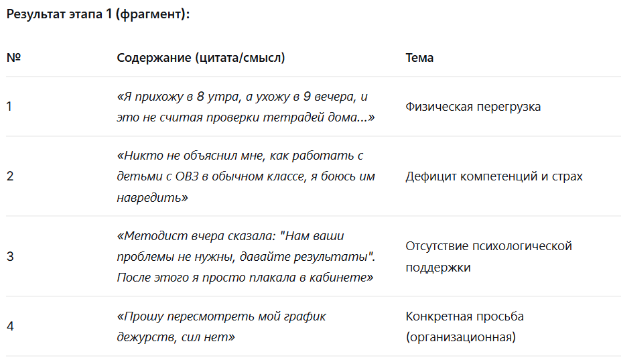 Результат этапа 1 (фрагмент):
№ Содержание (цитата/смысл) Тема
1 «Я прихожу в 8 утра, а ухожу в 9 вечера, и
это не считая проверки тетрадей дома...» Физическая перегрузка
2 «Никто не объяснил мне, как работать с
детьми с ОВЗ в обычном классе, я боюсь им
навредить» Дефицит компетенций и страх
3 «Методист вчера сказала: "Нам ваши
проблемы не нужны, давайте результаты".
После этого я просто плакала в кабинете» Отсутствие психологической
поддержки
4 «Прошу пересмотреть мой график
дежурств, сил нет» Конкретная просьба
(организационная)